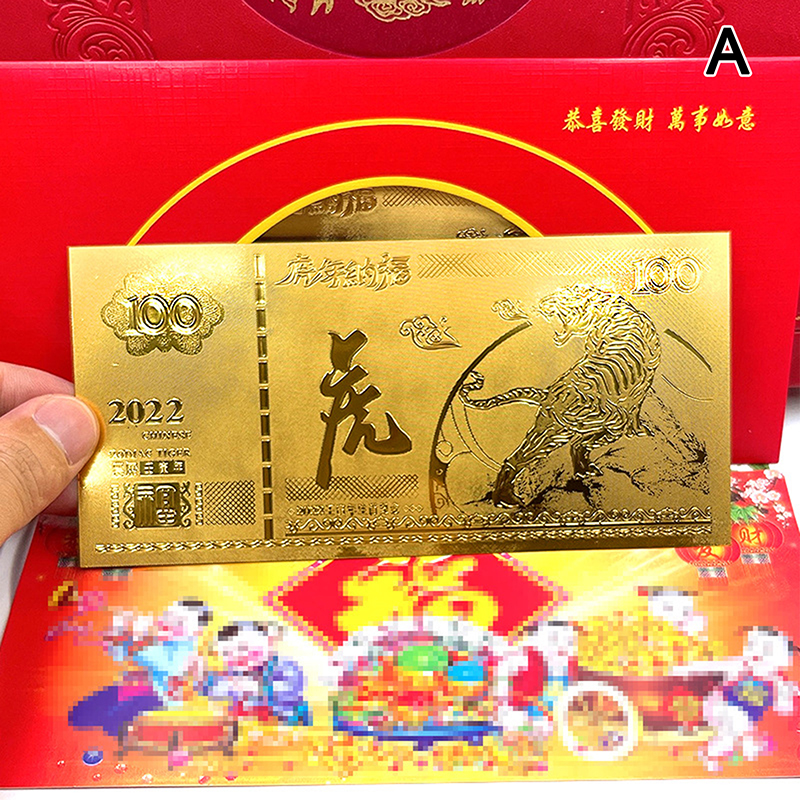 A
恭喜發財 萬事如意
虎年納福
100
100
虎
2022
CHINESE
ZODIAC TIGER
福
财